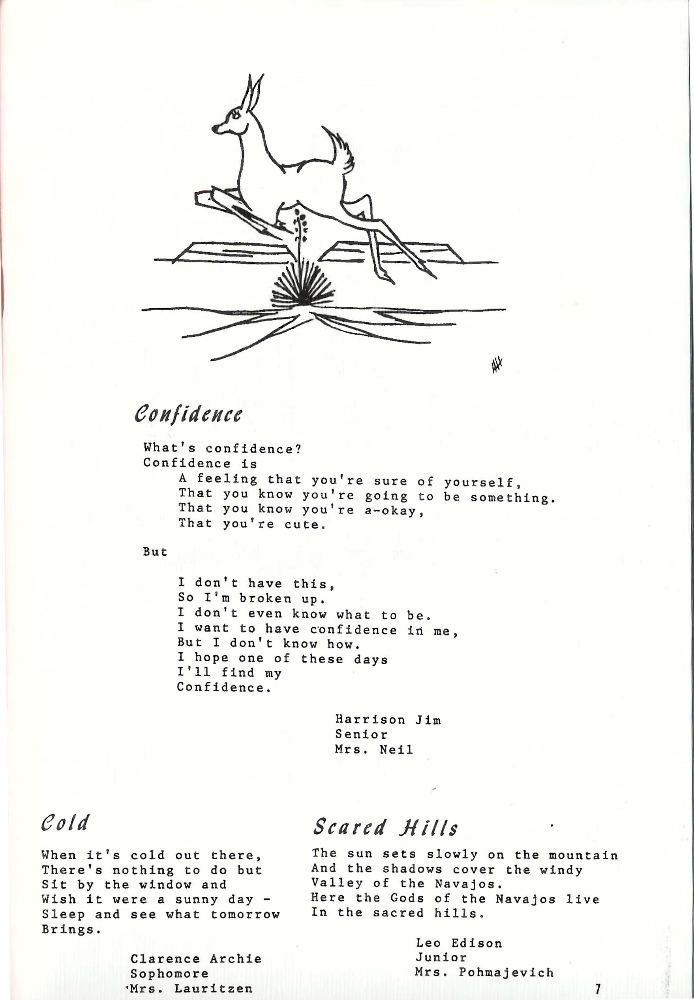 Confidence
What's confidence?
Confidence is
A feeling that you're sure of yourself,
That you know you're going to be something.
That you know you're a-okay,
That you're cute.
But
I don't have this,
So I'm broken up.
I don't even know what to be.
I want to have confidence in me,
But I don't know how.
I hope one of these days
I'll find my
Confidence.
Harrison Jim
Senior
Mrs. Neil
Cold
When it's cold out there,
There's nothing to do but
Sit by the window and
Wish it were a sunny day -
Sleep and see what tomorrow
Brings.
Clarence Archie
Sophomore
Mrs. Lauritzen
Scared Hills
The sun sets slowly on the mountain
And the shadows cover the windy
Valley of the Navajos.
Here the Gods of the Navajos live
In the sacred hills.
Leo Edison
Junior
Mrs. Pohmajevich
7